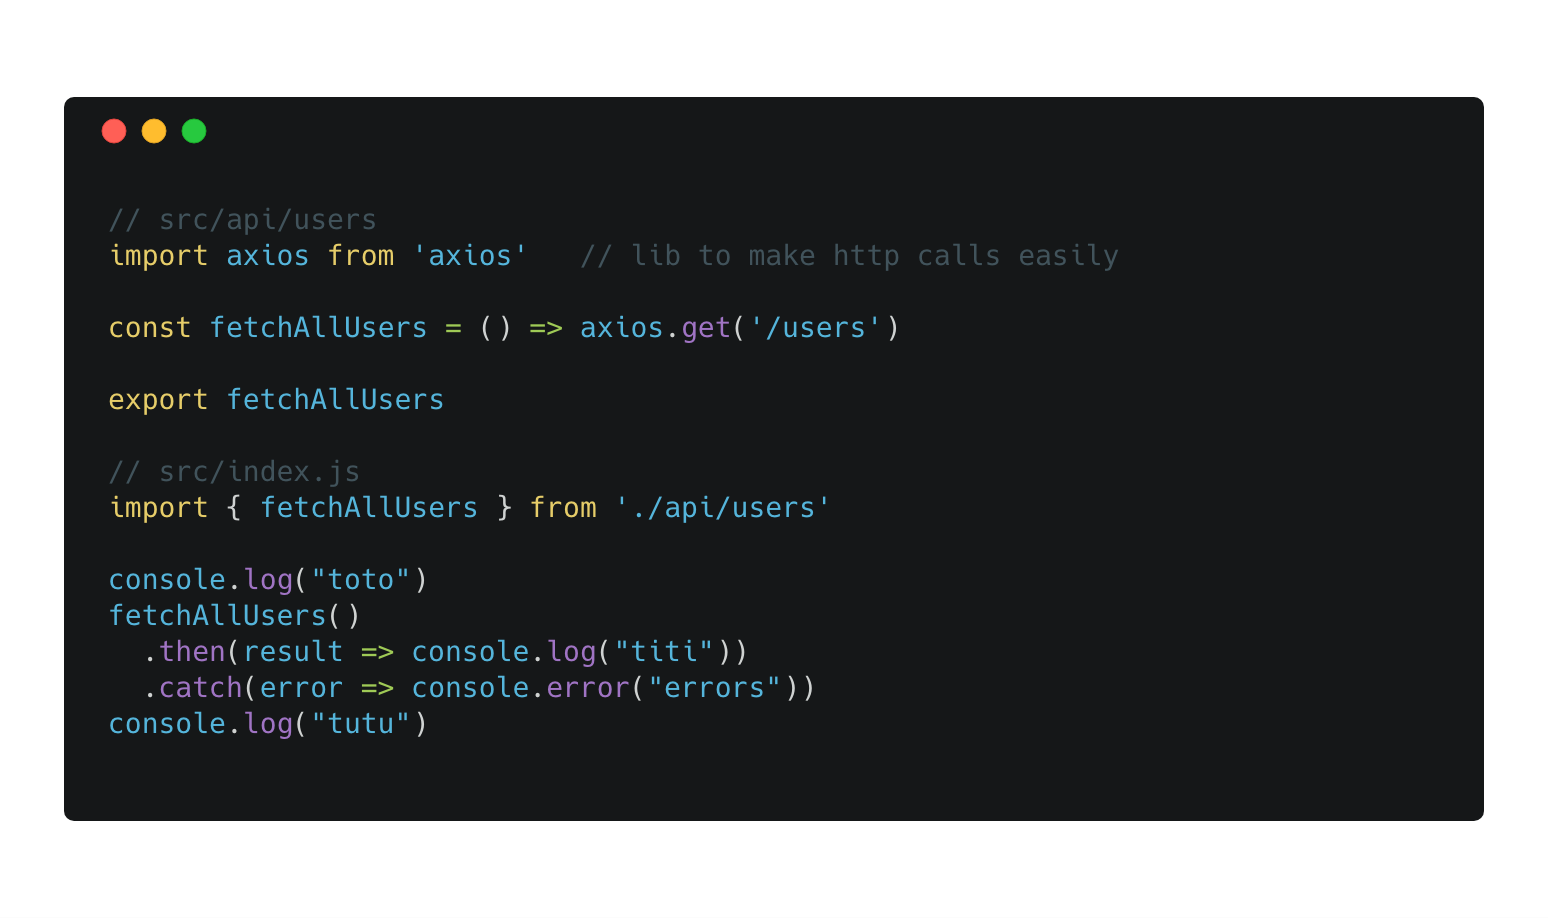 // src/api/users
import axios from 'axios'   // lib to make http calls easily
const fetchAllUsers = () => axios.get('/users')
export fetchAllUsers
// src/index.js
import { fetchAllUsers } from './api/users'
console.log("toto")
fetchAllUsers()
  .then(result => console.log("titi"))
  .catch(error => console.error("errors"))
console.log("tutu")